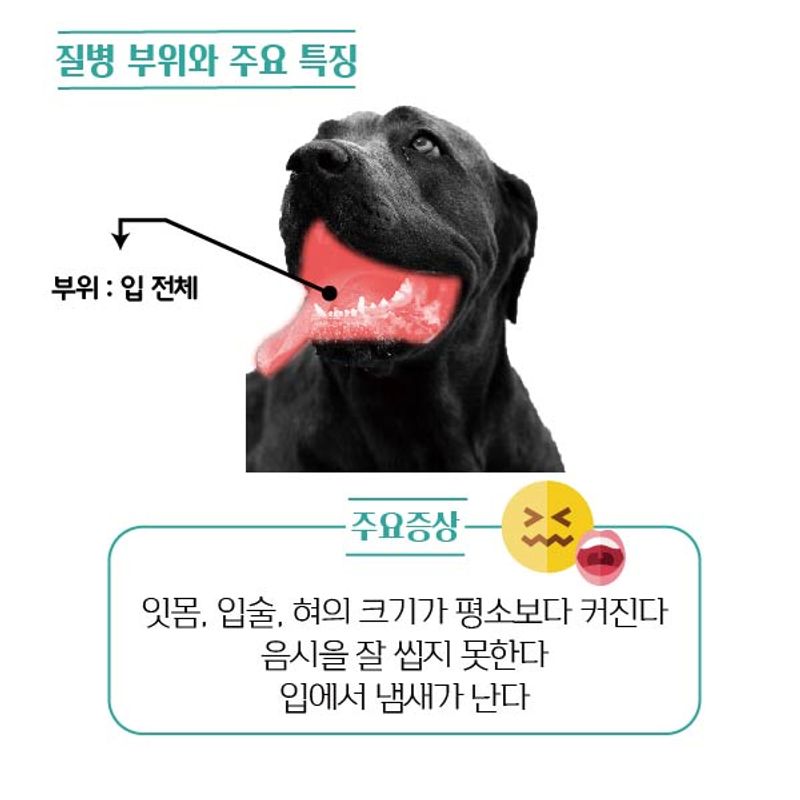 질병 부위와 주요 특징
부위 : 입 전체
주요증상
잇몸, 입술, 혀의 크기가 평소보다 커진다
음시을 잘 씹지 못한다
입에서 냄새가 난다